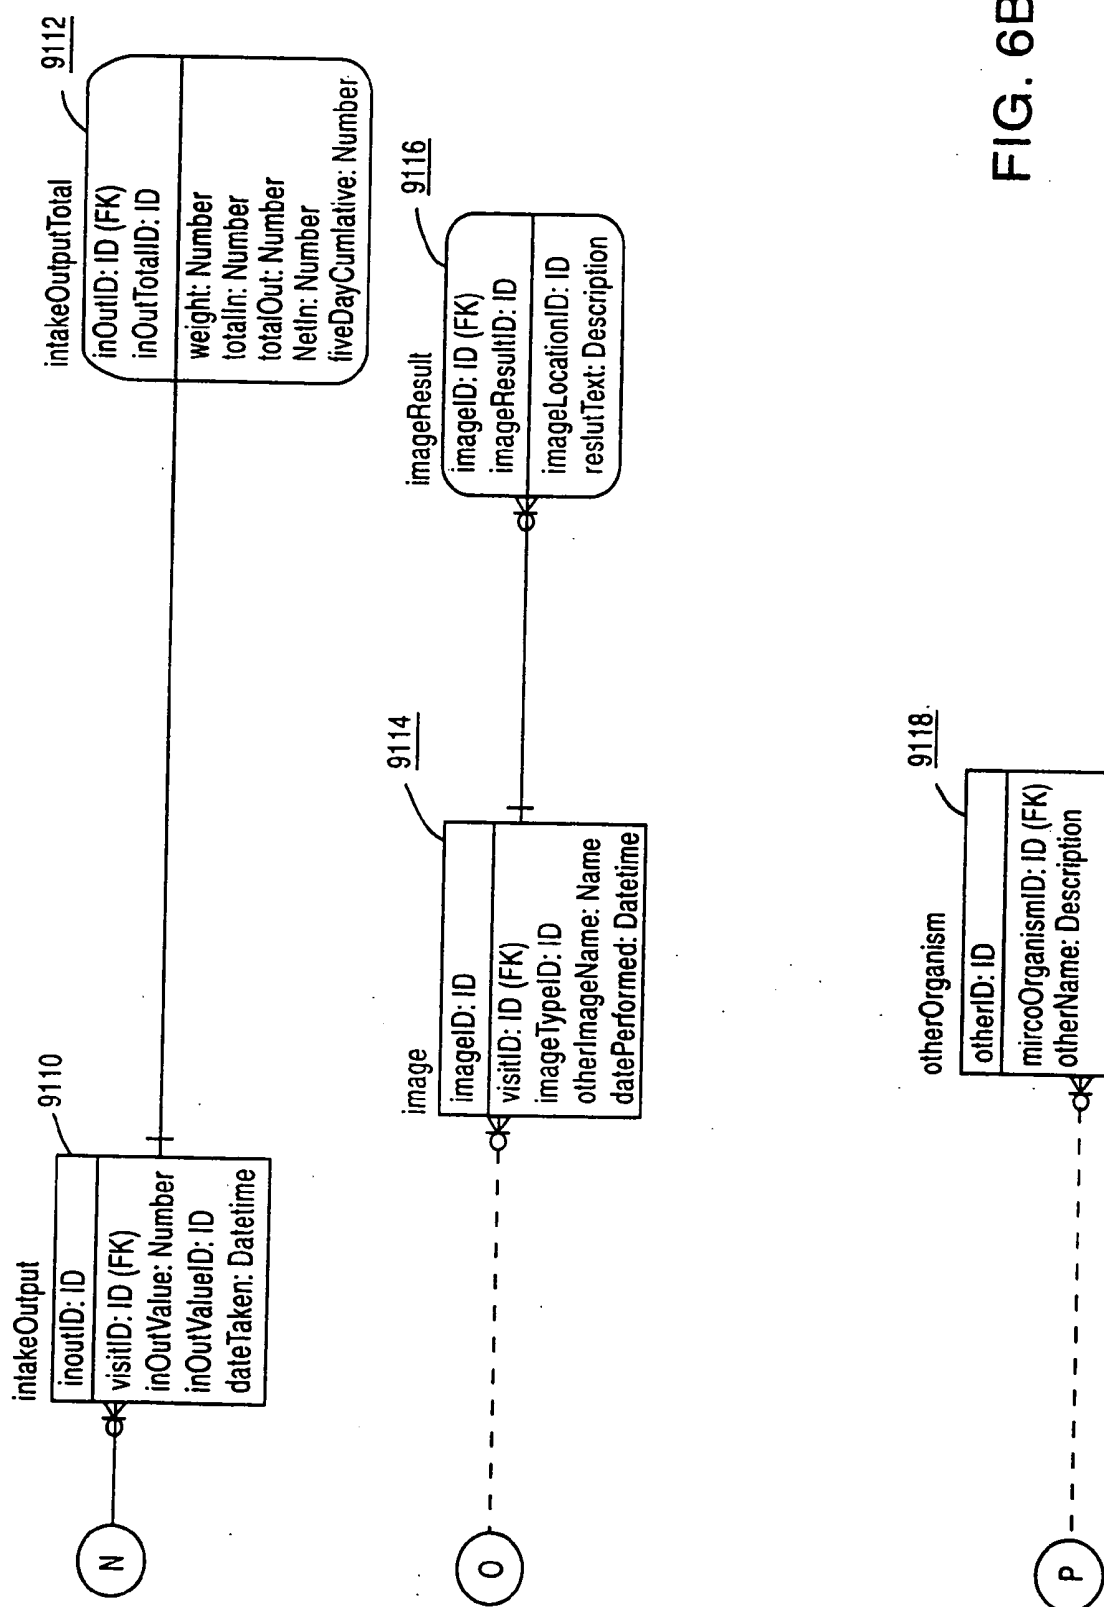 N
intakeOutput
9110
inoutID: ID
visitID: ID (FK)
inOutValue: Number
inOutValueID: ID
dateTaken: Datetime
intakeOutputTotal
9112
inOutID: ID (FK)
inOutTotalID: ID
weight: Number
totalIn: Number
totalOut: Number
NetIn: Number
fiveDayCumlative: Number
O
image
9114
imageID: ID
visitID: ID (FK)
imageTypeID: ID
otherImageName: Name
datePerformed: Datetime
imageResult
9116
imageID: ID (FK)
imageResultID: ID
imageLocationID: ID
reslutText: Description
P
otherOrganism
9118
otherID: ID
mircoOrganismID: ID (FK)
otherName: Description
FIG. 6B